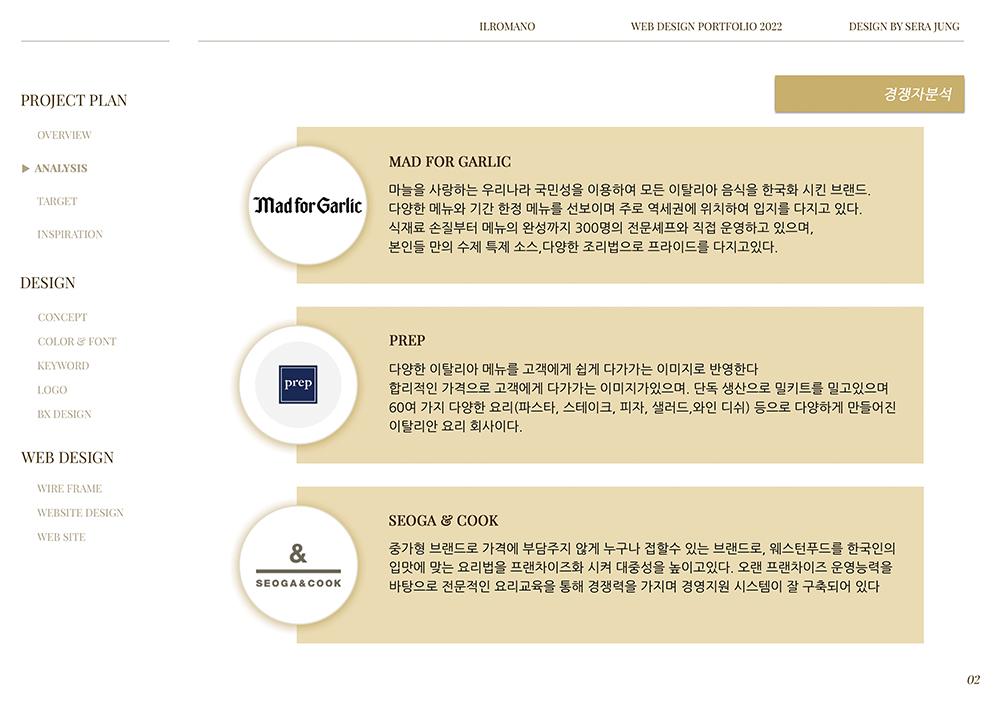 ILROMANO
WEB DESIGN PORTFOLIO 2022
DESIGN BY SERA JUNG
PROJECT PLAN
OVERVIEW
▶ ANALYSIS
TARGET
INSPIRATION
DESIGN
CONCEPT
COLOR & FONT
KEYWORD
LOGO
BX DESIGN
WEB DESIGN
WIRE FRAME
WEBSITE DESIGN
WEB SITE
경쟁자분석
Mad for Garlic
MAD FOR GARLIC
마늘을 사랑하는 우리나라 국민성을 이용하여 모든 이탈리아 음식을 한국화 시킨 브랜드.
다양한 메뉴와 기간 한정 메뉴를 선보이며 주로 역세권에 위치하여 입지를 다지고 있다.
식재료 손질부터 메뉴의 완성까지 300명의 전문셰프와 직접 운영하고 있으며,
본인들 만의 수제 특제 소스,다양한 조리법으로 프라이드를 다지고있다.
prep
PREP
다양한 이탈리아 메뉴를 고객에게 쉽게 다가가는 이미지로 반영한다
합리적인 가격으로 고객에게 다가가는 이미지가있으며. 단독 생산으로 밀키트를 밀고있으며
60여 가지 다양한 요리(파스타, 스테이크, 피자, 샐러드,와인 디쉬) 등으로 다양하게 만들어진
이탈리안 요리 회사이다.
&
SEOGA&COOK
SEOGA & COOK
중가형 브랜드로 가격에 부담주지 않게 누구나 접할수 있는 브랜드로, 웨스턴푸드를 한국인의
입맛에 맞는 요리법을 프랜차이즈화 시켜 대중성을 높이고있다. 오랜 프랜차이즈 운영능력을
바탕으로 전문적인 요리교육을 통해 경쟁력을 가지며 경영지원 시스템이 잘 구축되어 있다
02